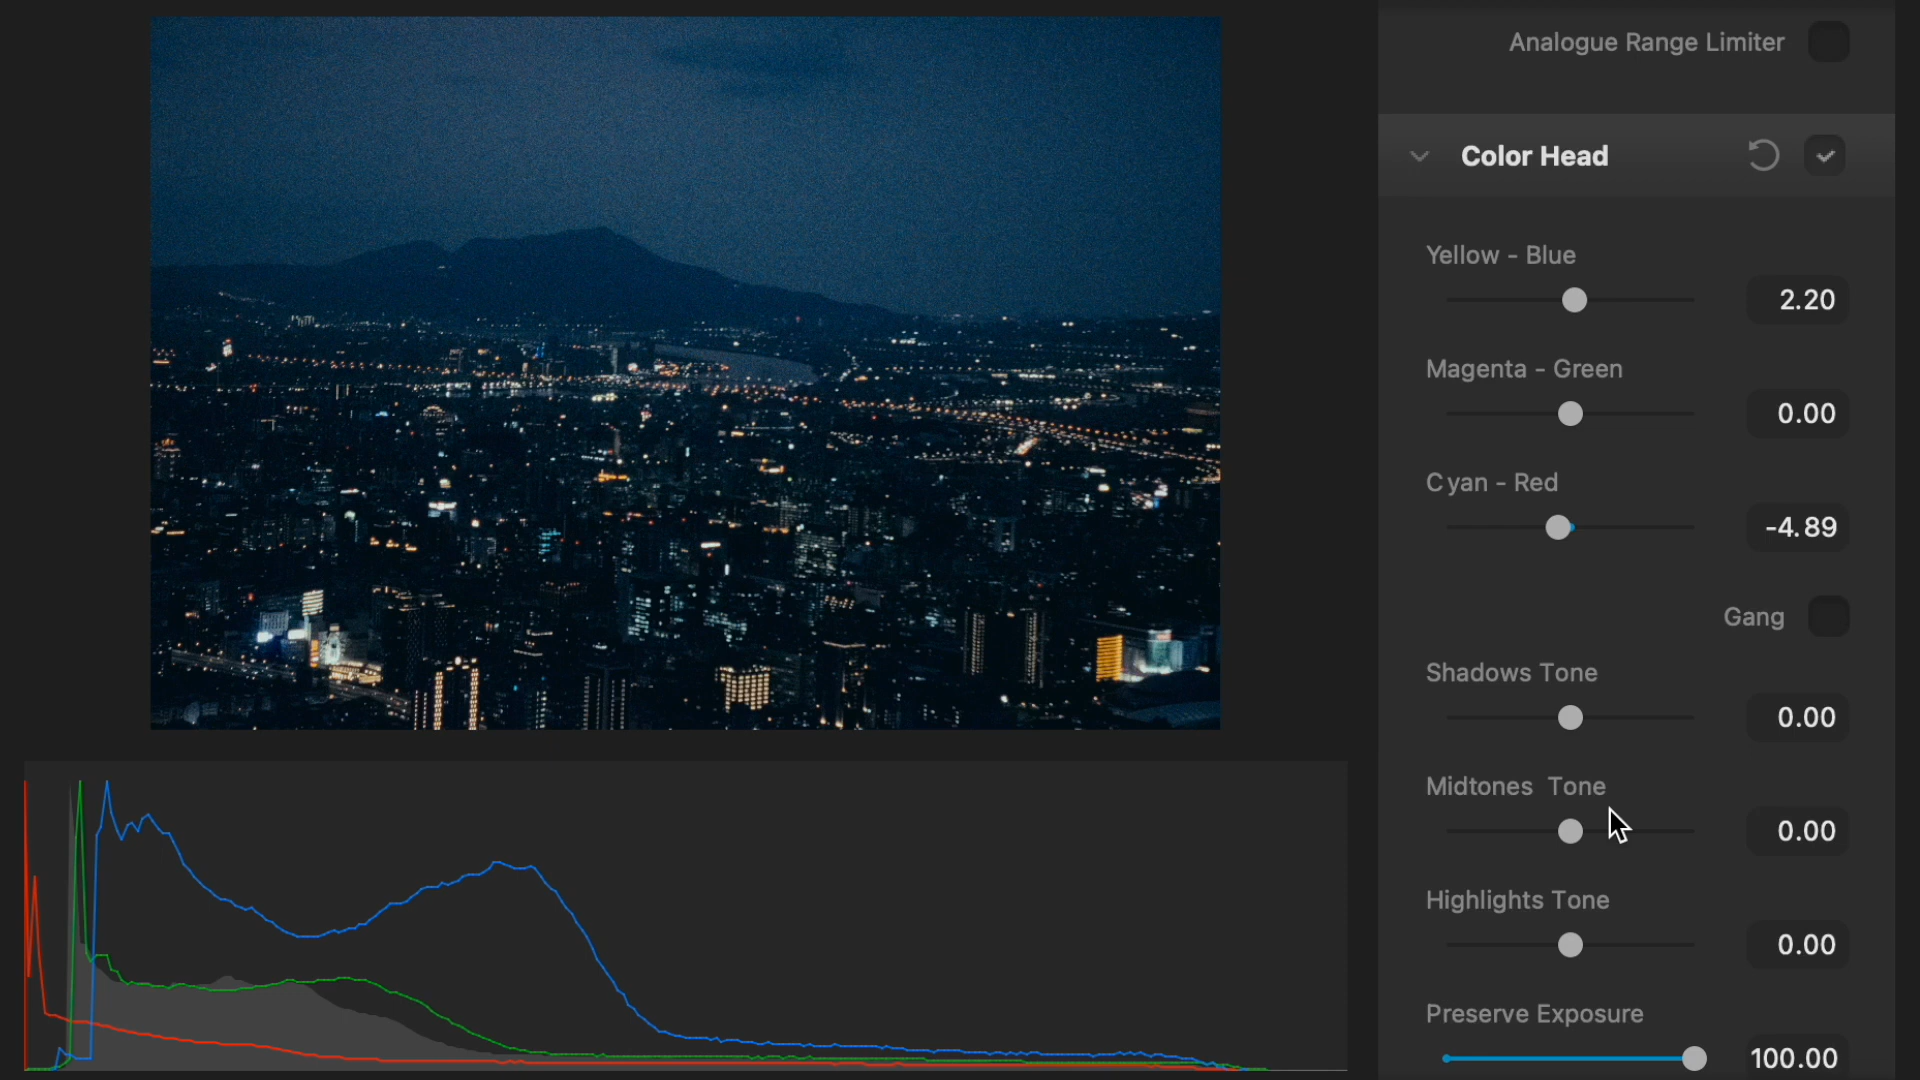 Analogue Range Limiter
Color Head
Yellow - Blue
2.20
Magenta - Green
0.00
Cyan - Red
-4.89
Gang
Shadows Tone
0.00
Midtones Tone
0.00
Highlights Tone
0.00
Preserve Exposure
100.00